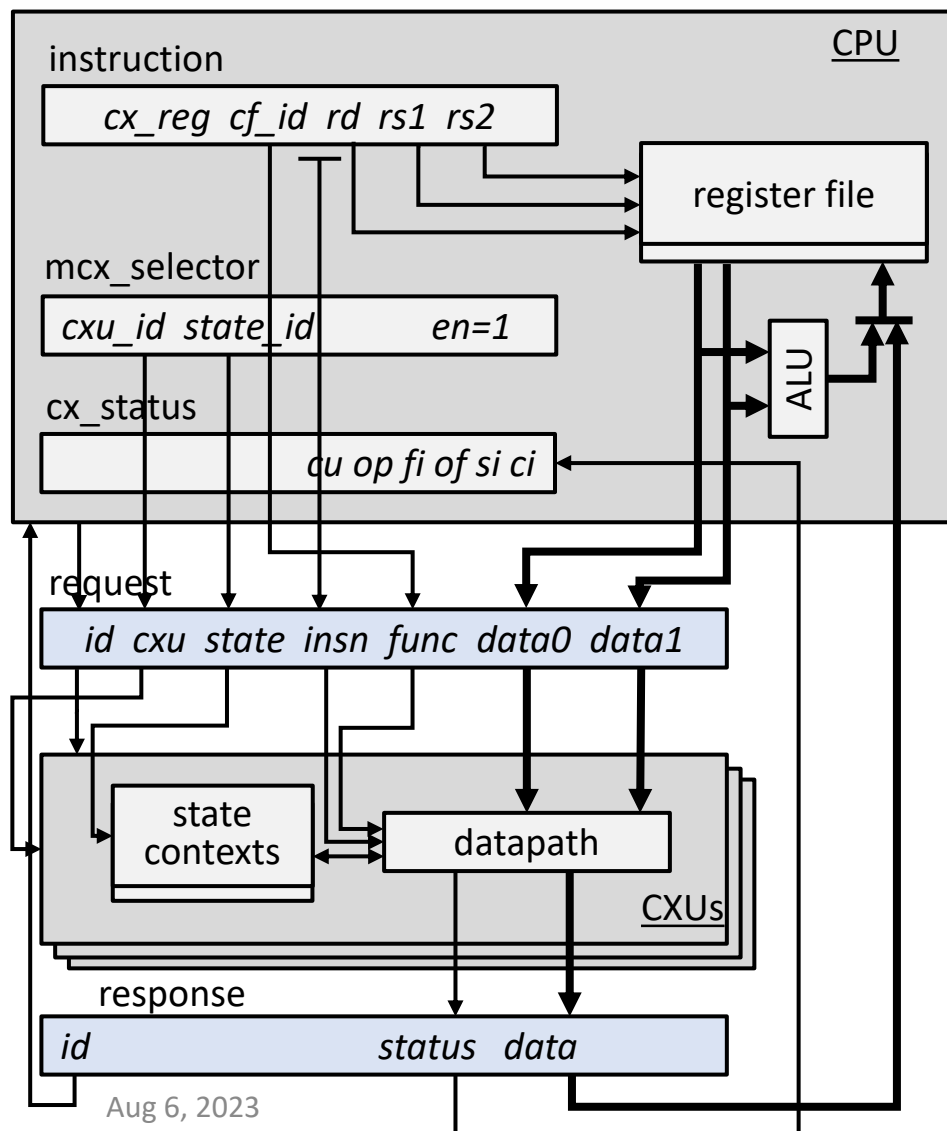 CPU
instruction
cx_reg cf_id rd rs1 rs2
register file
mcx_selector
cxu_id state_id en=1
ALU
cx_status
cu op fi of si ci
request
id cxu state insn func data0 data1
state
contexts
datapath
CXUs
response
id status data
Aug 6, 2023